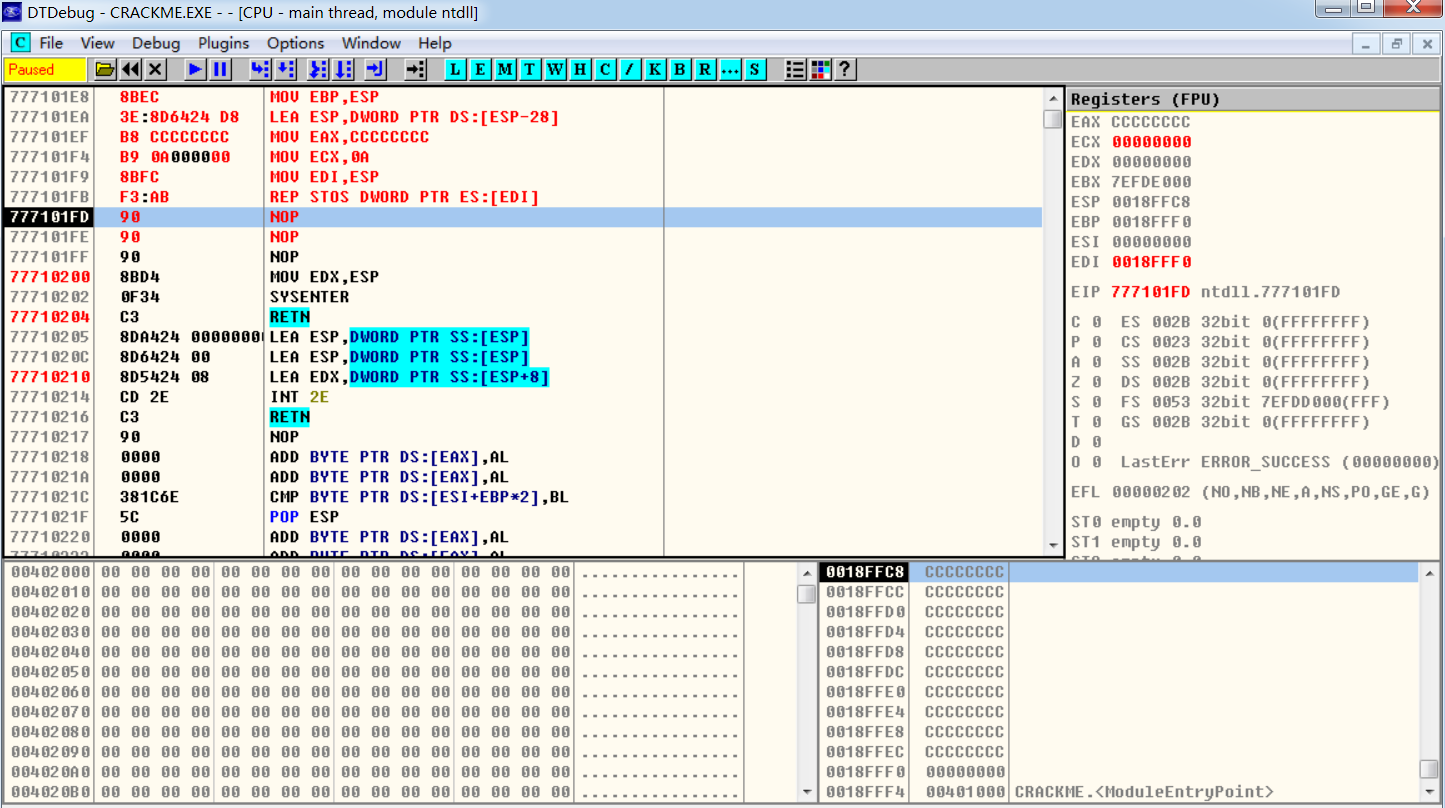 DTDebug - CRACKME.EXE - - [CPU - main thread, module ntdll]
C File View Debug Plugins Options Window Help
Paused L E M T W H C / K B R ... S ?
777101E8 8BEC MOV EBP,ESP
777101EA 3E:8D6424 D8 LEA ESP,DWORD PTR DS:[ESP-28]
777101EF B8 CCCCCCCC MOV EAX,CCCCCCCC
777101F4 B9 0A000000 MOV ECX,0A
777101F9 8BFC MOV EDI,ESP
777101FB F3:AB REP STOS DWORD PTR ES:[EDI]
777101FD 90 NOP
777101FE 90 NOP
777101FF 90 NOP
77710200 8BD4 MOV EDX,ESP
77710202 0F34 SYSENTER
77710204 C3 RETN
77710205 8DA424 00000000 LEA ESP,DWORD PTR SS:[ESP]
7771020C 8D6424 00 LEA ESP,DWORD PTR SS:[ESP]
77710210 8D5424 08 LEA EDX,DWORD PTR SS:[ESP+8]
77710214 CD 2E INT 2E
77710216 C3 RETN
77710217 90 NOP
77710218 0000 ADD BYTE PTR DS:[EAX],AL
7771021A 0000 ADD BYTE PTR DS:[EAX],AL
7771021C 381C6E CMP BYTE PTR DS:[ESI+EBP*2],BL
7771021F 5C POP ESP
77710220 0000 ADD BYTE PTR DS:[EAX],AL
77710222 0000 ADD BYTE PTR DS:[EAX],AL
Registers (FPU)
EAX CCCCCCCC
ECX 00000000
EDX 00000000
EBX 7EFDE000
ESP 0018FFC8
EBP 0018FFF0
ESI 00000000
EDI 0018FFF0
EIP 777101FD ntdll.777101FD
C 0 ES 002B 32bit 0(FFFFFFFF)
P 0 CS 0023 32bit 0(FFFFFFFF)
A 0 SS 002B 32bit 0(FFFFFFFF)
Z 0 DS 002B 32bit 0(FFFFFFFF)
S 0 FS 0053 32bit 7EFDD000(FFF)
T 0 GS 002B 32bit 0(FFFFFFFF)
D 0
O 0 LastErr ERROR_SUCCESS (00000000)
EFL 00000202 (NO,NB,NE,A,NS,PO,GE,G)
ST0 empty 0.0
ST1 empty 0.0
ST2 empty 0.0
00402000 00 00 00 00 00 00 00 00 00 00 00 00 00 00 00 00 ................
00402010 00 00 00 00 00 00 00 00 00 00 00 00 00 00 00 00 ................
00402020 00 00 00 00 00 00 00 00 00 00 00 00 00 00 00 00 ................
00402030 00 00 00 00 00 00 00 00 00 00 00 00 00 00 00 00 ................
00402040 00 00 00 00 00 00 00 00 00 00 00 00 00 00 00 00 ................
00402050 00 00 00 00 00 00 00 00 00 00 00 00 00 00 00 00 ................
00402060 00 00 00 00 00 00 00 00 00 00 00 00 00 00 00 00 ................
00402070 00 00 00 00 00 00 00 00 00 00 00 00 00 00 00 00 ................
00402080 00 00 00 00 00 00 00 00 00 00 00 00 00 00 00 00 ................
00402090 00 00 00 00 00 00 00 00 00 00 00 00 00 00 00 00 ................
004020A0 00 00 00 00 00 00 00 00 00 00 00 00 00 00 00 00 ................
004020B0 00 00 00 00 00 00 00 00 00 00 00 00 00 00 00 00 ................
0018FFC8 CCCCCCCC
0018FFCC CCCCCCCC
0018FFD0 CCCCCCCC
0018FFD4 CCCCCCCC
0018FFD8 CCCCCCCC
0018FFDC CCCCCCCC
0018FFE0 CCCCCCCC
0018FFE4 CCCCCCCC
0018FFE8 CCCCCCCC
0018FFEC CCCCCCCC
0018FFF0 00000000
0018FFF4 00401000 CRACKME.<ModuleEntryPoint>